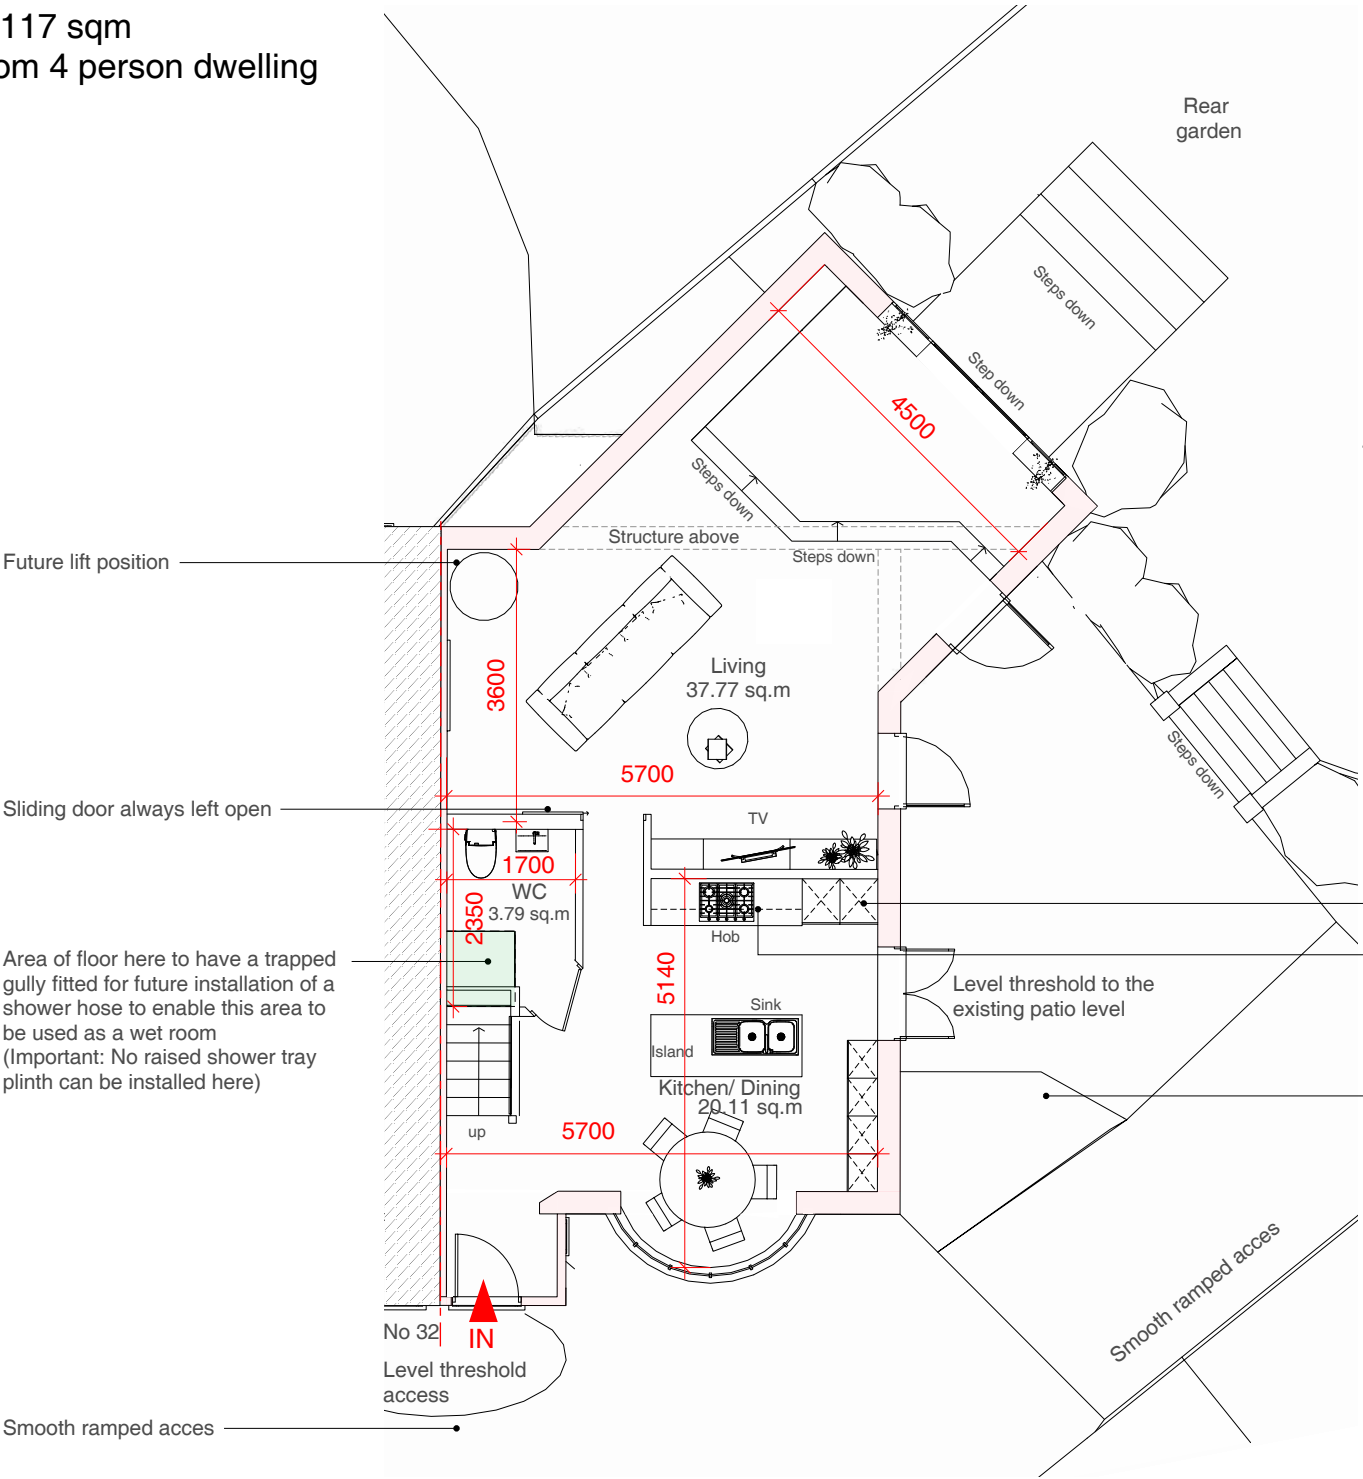 117 sqm
om 4 person dwelling
Rear
garden
Steps down
Step down
4500
Steps down
Structure above
Steps down
Future lift position
3600
Living
37.77 sq.m
5700
Steps down
Sliding door always left open
TV
1700
WC
3.79 sq.m
2350
Hob
Area of floor here to have a trapped
gully fitted for future installation of a
shower hose to enable this area to
be used as a wet room
(Important: No raised shower tray
plinth can be installed here)
5140
Level threshold to the
existing patio level
Sink
Island
Kitchen/ Dining
20.11 sq.m
up
5700
Smooth ramped acces
No 32
IN
Level threshold
access
Smooth ramped acces